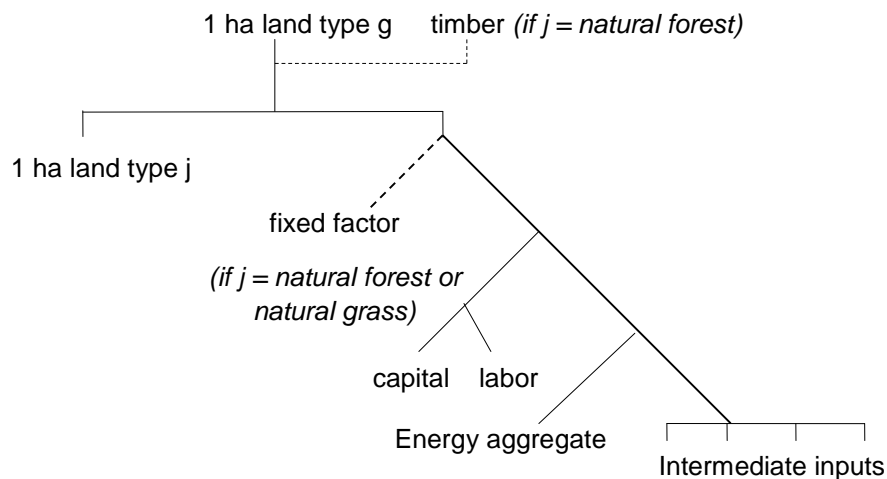 1 ha land type g timber (if j = natural forest)
1 ha land type j
fixed factor
(if j = natural forest or
natural grass)
capital labor
Energy aggregate
Intermediate inputs